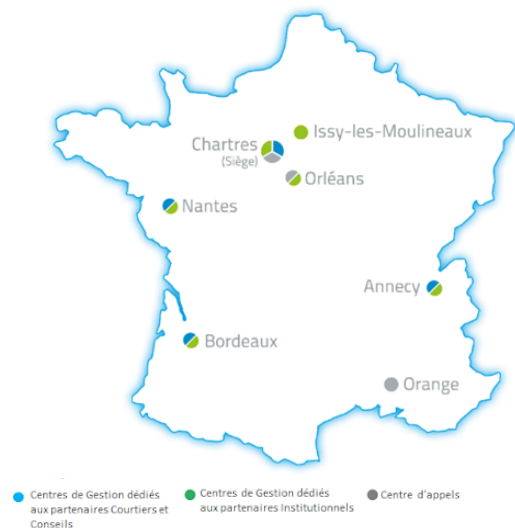 Issy-les-Moulineaux
Chartres
(Siège)
Orléans
Nantes
Annecy
Bordeaux
Orange
Centres de Gestion dédiés
aux partenaires Courtiers et
Conseils
Centres de Gestion dédiés
aux partenaires Institutionnels
Centre d'appels